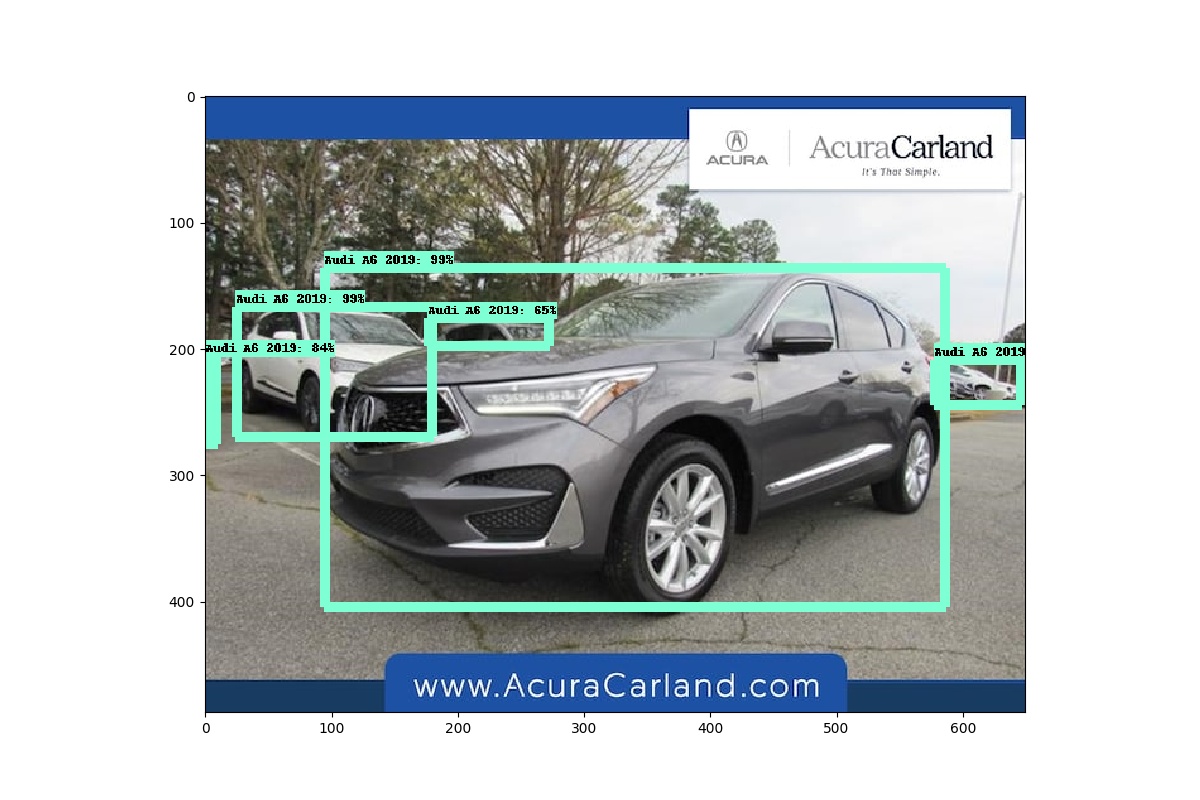 0
ACURA
AcuraCarland
It's That Simple.
100
Audi A6 2019: 99%
Audi A6 2019: 99%
Audi A6 2019: 65%
200
Audi A6 2019: 84%
Audi A6 2019
300
400
www.AcuraCarland.com
0 100 200 300 400 500 600